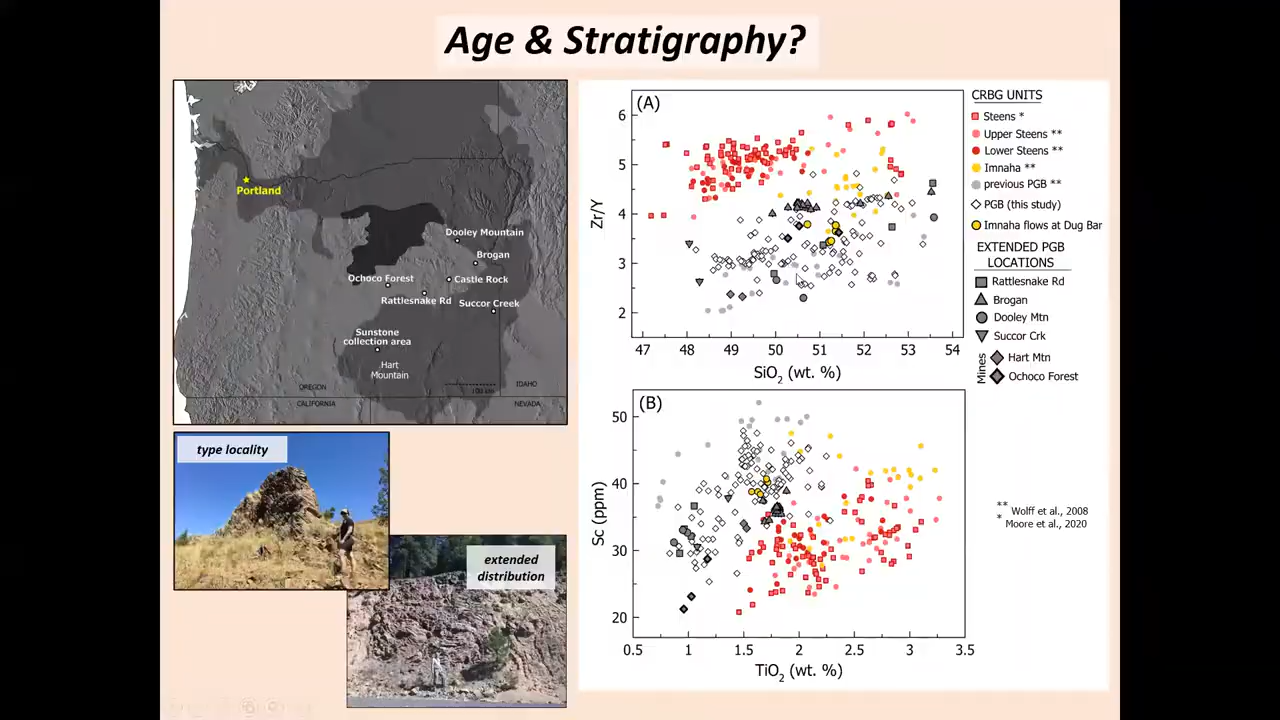 Age & Stratigraphy?
Portland
Dooley Mountain
Brogan
Ochoco Forest
Castle Rock
Rattlesnake Rd
Succor Creek
Sunstone
collection area
Hart
Mountain
OREGON
IDAHO
CALIFORNIA
NEVADA
100 km
type locality
extended
distribution
(A)
Zr/Y
6
5
4
3
2
47 48 49 50 51 52 53 54
SiO2 (wt. %)
(B)
Sc (ppm)
50
40
30
20
0.5 1 1.5 2 2.5 3 3.5
TiO2 (wt. %)
CRBG UNITS
Steens *
Upper Steens **
Lower Steens **
Imnaha **
previous PGB **
PGB (this study)
Imnaha flows at Dug Bar
EXTENDED PGB
LOCATIONS
Rattlesnake Rd
Brogan
Dooley Mtn
Succor Crk
Mines
Hart Mtn
Ochoco Forest
** Wolff et al., 2008
* Moore et al., 2020